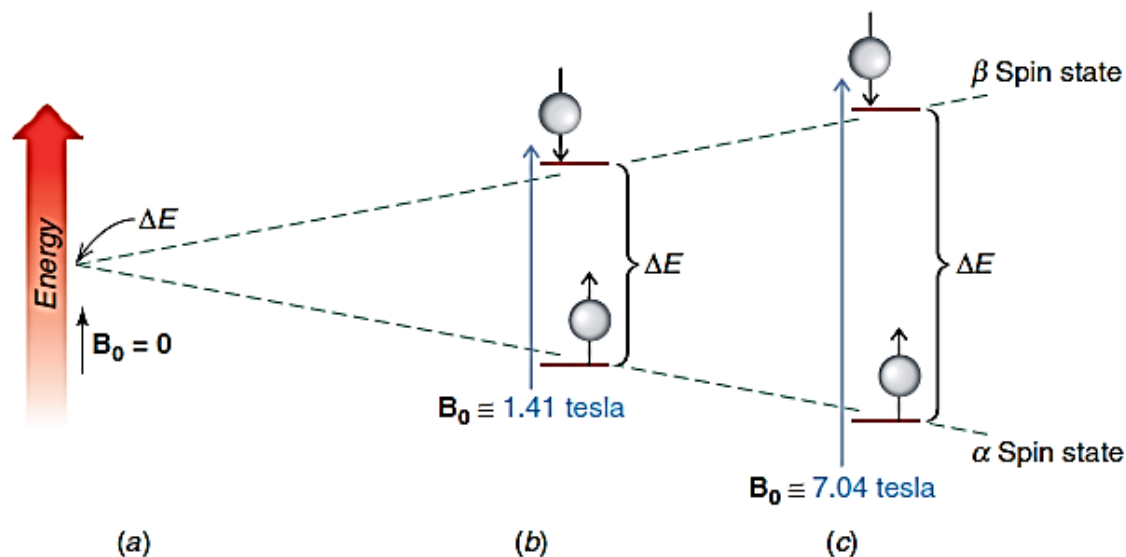 β Spin state
ΔE
Energy
B₀ = 0
ΔE
ΔE
B₀ ≡ 1.41 tesla
α Spin state
B₀ ≡ 7.04 tesla
(a)
(b)
(c)